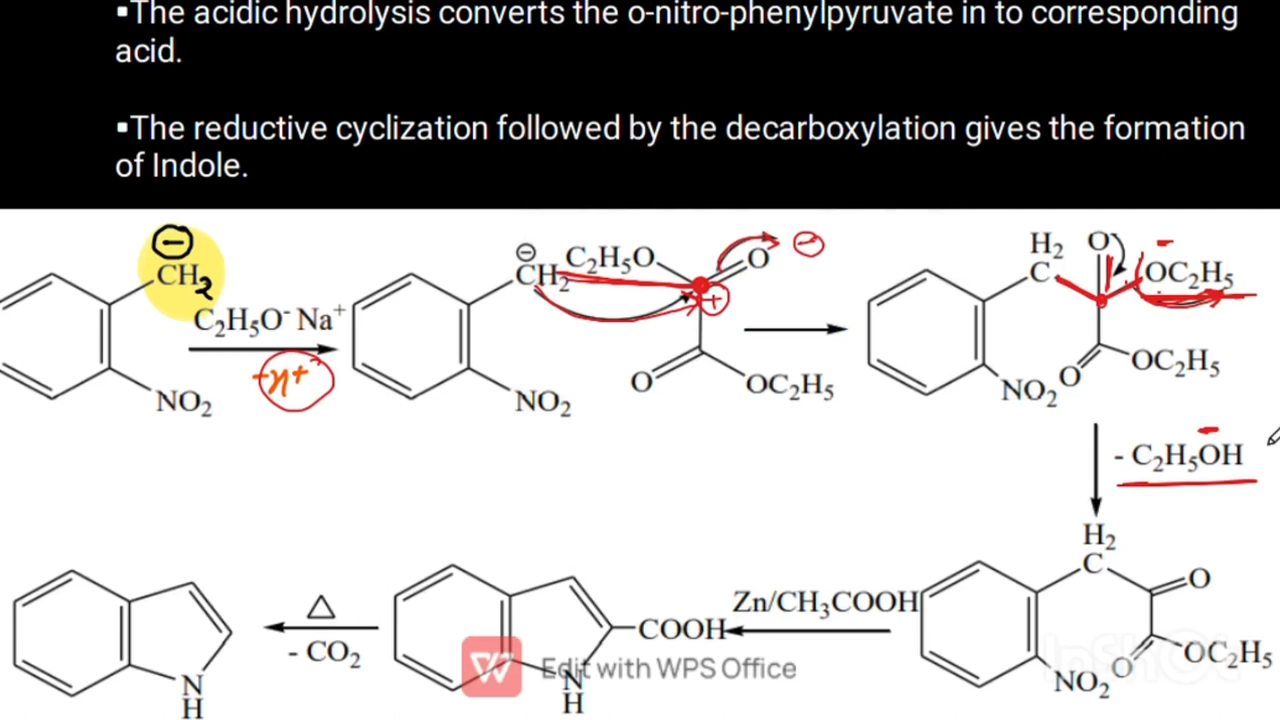 ▪The acidic hydrolysis converts the o-nitro-phenylpyruvate in to corresponding
acid.
▪The reductive cyclization followed by the decarboxylation gives the formation
of Indole.
⊖
CH2
C₂H₅O⁻ Na⁺
NO₂
⊖
CH₂
C₂H₅O
O
⊖
+
O
OC₂H₅
NO₂
H₂
C
O
-
OC₂H₅
O
OC₂H₅
NO₂
- C₂H₅OH
H₂
C
O
O
OC₂H₅
NO₂
Zn/CH₃COOH
COOH
N
H
△
- CO₂
N
H
Edit with WPS Office
InShOt